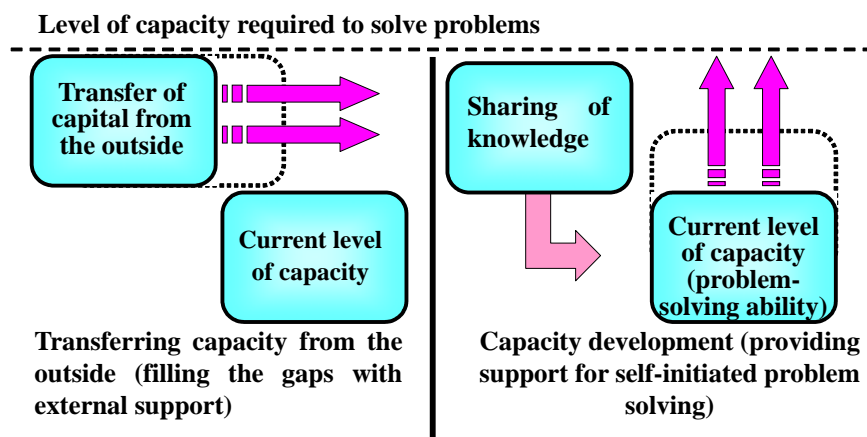 Level of capacity required to solve problems
Transfer of
capital from
the outside
Current level
of capacity
Transferring capacity from the
outside (filling the gaps with
external support)
Sharing of
knowledge
Current level
of capacity
(problem-
solving ability)
Capacity development (providing
support for self-initiated problem
solving)